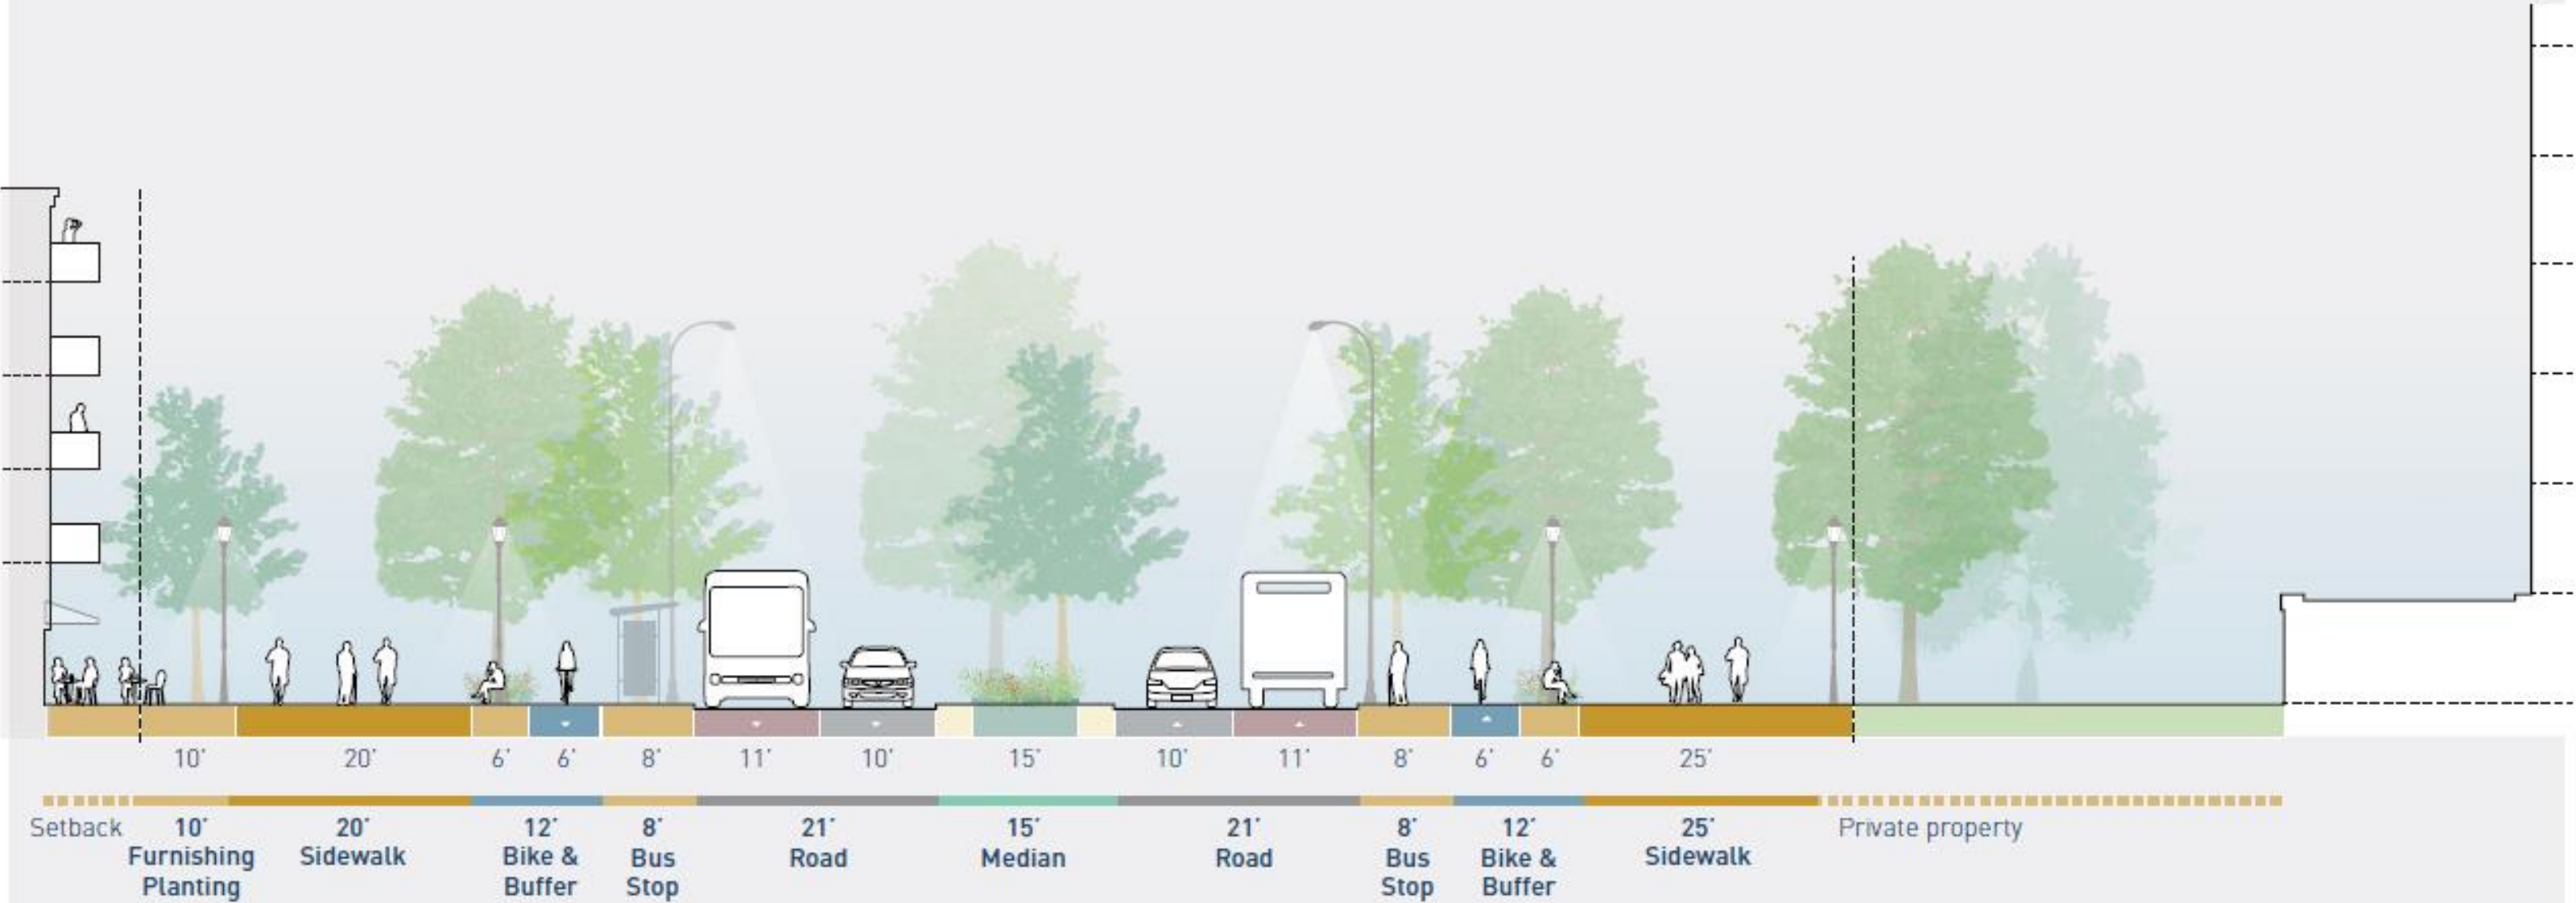 10' 20' 6' 6' 8' 11' 10' 15' 10' 11' 8' 6' 6' 25'
Setback
10'
Furnishing
Planting
20'
Sidewalk
12'
Bike &
Buffer
8'
Bus
Stop
21'
Road
15'
Median
21'
Road
8'
Bus
Stop
12'
Bike &
Buffer
25'
Sidewalk
Private property